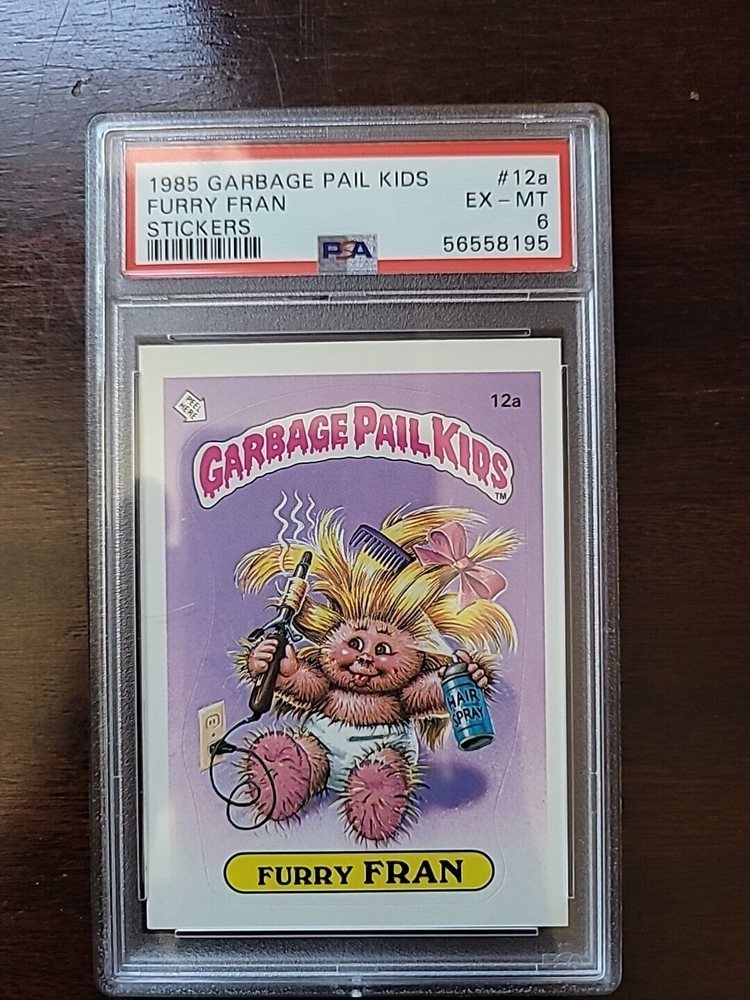 1985 GARBAGE PAIL KIDS #12a
FURRY FRAN EX - MT
STICKERS 6
PSA 56558195
PEEL
HERE
12a
GARBAGE PAIL KIDS
TM
HAIR
SPRAY
FURRY FRAN
PSA